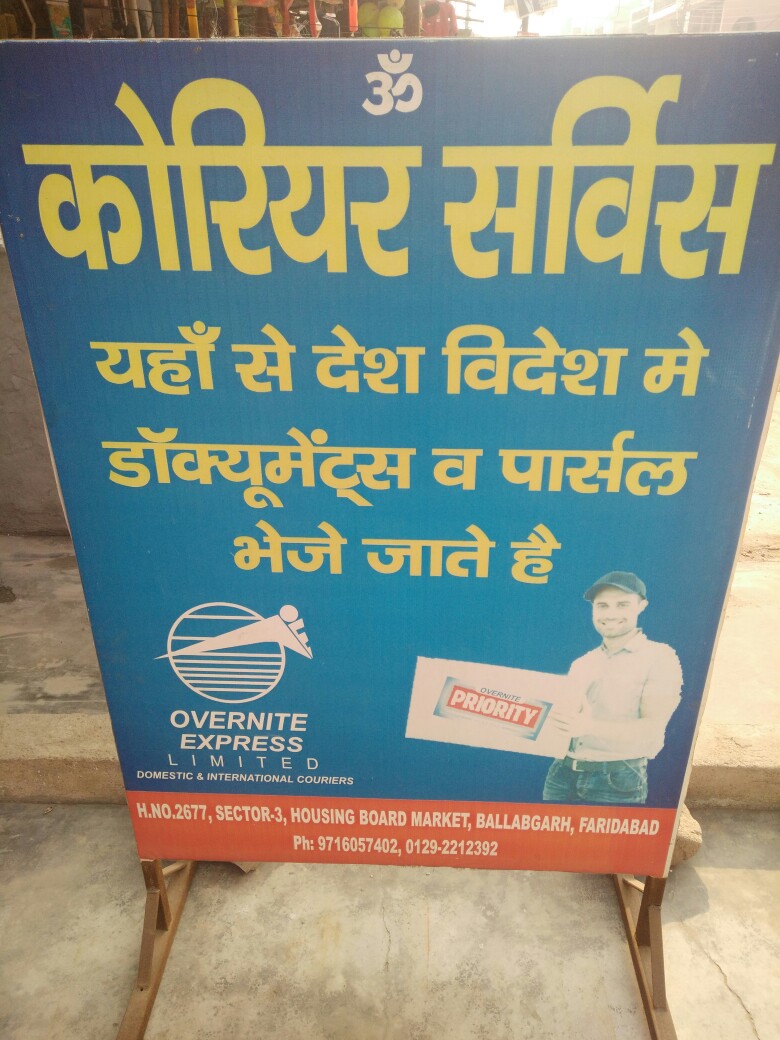 ॐ
कोरियर सर्विस
यहाँ से देश विदेश मे
डॉक्यूमेंट्स व पार्सल
भेजे जाते है
OVERNITE
EXPRESS
LIMITED
DOMESTIC & INTERNATIONAL COURIERS
OVERNITE
PRIORITY
H.NO.2677, SECTOR-3, HOUSING BOARD MARKET, BALLABGARH, FARIDABAD
Ph: 9716057402, 0129-2212392